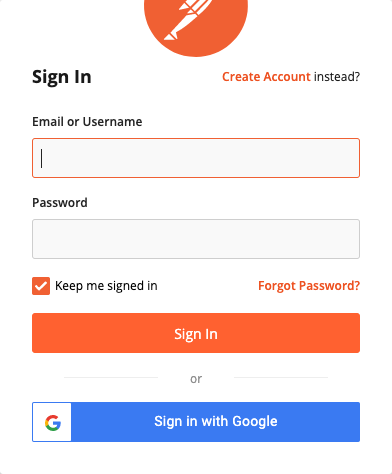 Sign In
Create Account instead?
Email or Username
Password
Keep me signed in
Forgot Password?
Sign In
or
Sign in with Google